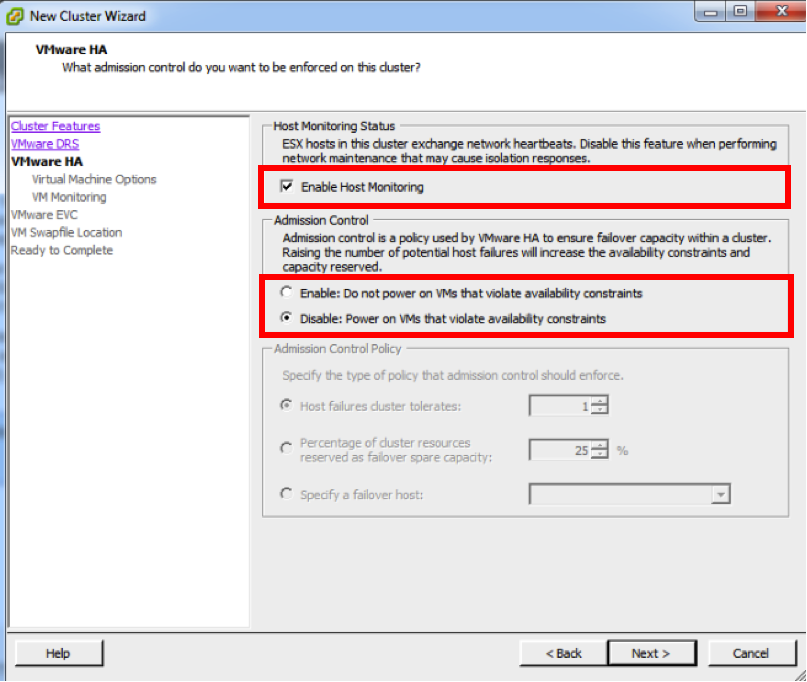 New Cluster Wizard
VMware HA
What admission control do you want to be enforced on this cluster?
Cluster Features
VMware DRS
VMware HA
Virtual Machine Options
VM Monitoring
VMware EVC
VM Swapfile Location
Ready to Complete
Host Monitoring Status
ESX hosts in this cluster exchange network heartbeats. Disable this feature when performing
network maintenance that may cause isolation responses.
Enable Host Monitoring
Admission Control
Admission control is a policy used by VMware HA to ensure failover capacity within a cluster.
Raising the number of potential host failures will increase the availability constraints and
capacity reserved.
Enable: Do not power on VMs that violate availability constraints
Disable: Power on VMs that violate availability constraints
Admission Control Policy
Specify the type of policy that admission control should enforce.
Host failures cluster tolerates: 1
Percentage of cluster resources
reserved as failover spare capacity: 25 %
Specify a failover host:
Help
< Back
Next >
Cancel